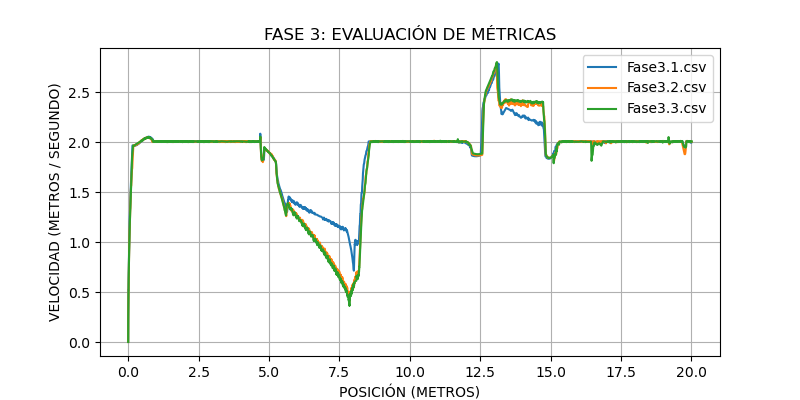 FASE 3: EVALUACIÓN DE MÉTRICAS
VELOCIDAD (METROS / SEGUNDO)
2.5
2.0
1.5
1.0
0.5
0.0
Fase3.1.csv
Fase3.2.csv
Fase3.3.csv
0.0 2.5 5.0 7.5 10.0 12.5 15.0 17.5 20.0
POSICIÓN (METROS)